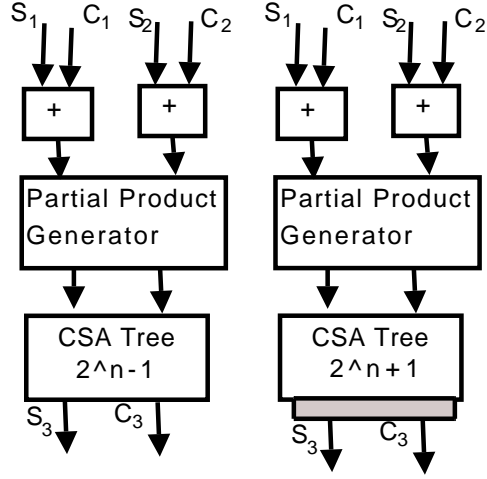 S1 C1 S2 C2 S1 C1 S2 C2
+ + + +
Partial Product Partial Product
Generator Generator
CSA Tree CSA Tree
2^n-1 2^n+1
S3 C3 S3 C3